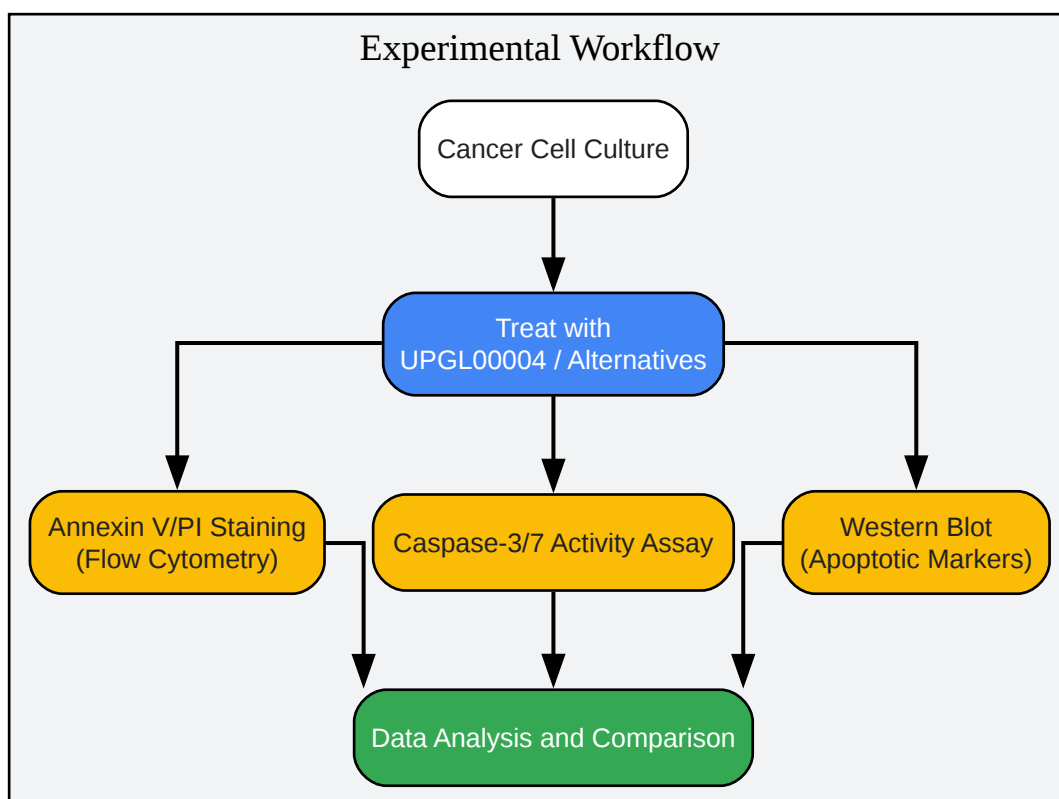 Experimental Workflow
Cancer Cell Culture
Treat with
UPGL00004 / Alternatives
Annexin V/PI Staining
(Flow Cytometry)
Caspase-3/7 Activity Assay
Western Blot
(Apoptotic Markers)
Data Analysis and Comparison